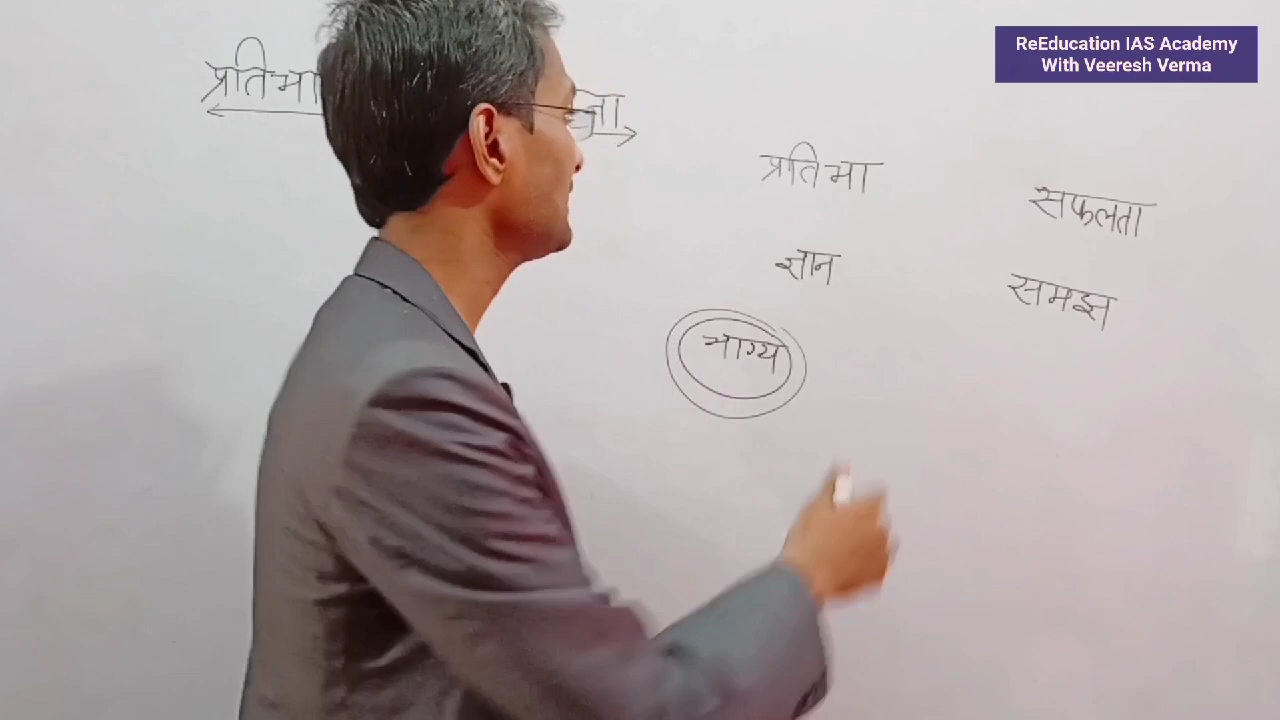 ReEducation IAS Academy
With Veeresh Verma
प्रतिभा
प्रतिभा सफलता
ज्ञान समझ
भाग्य